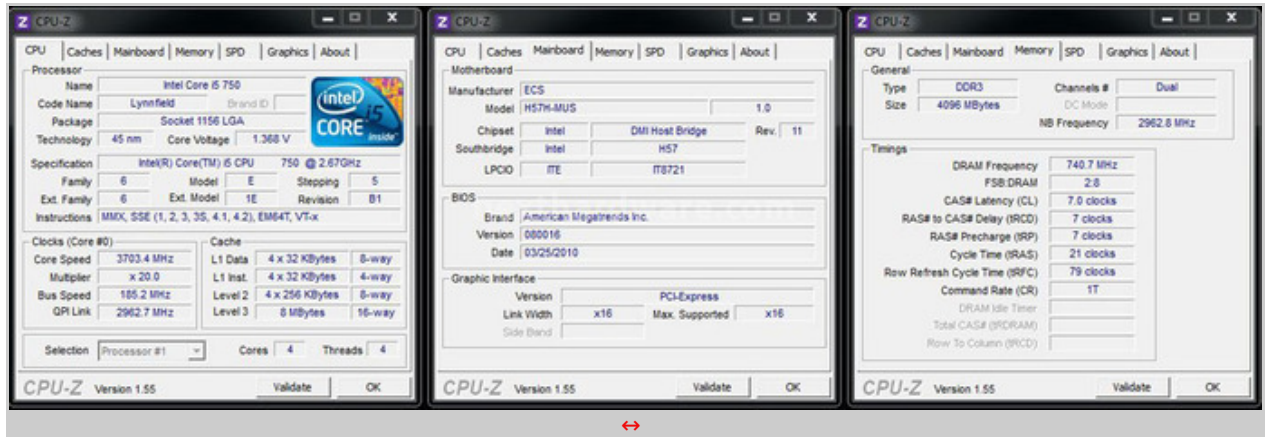 CPU-Z
CPU Caches Mainboard Memory SPD Graphics About
Processor
Name Intel Core i5 750
Code Name Lynnfield Brand ID
Package Socket 1156 LGA
Technology 45 nm Core Voltage 1.368 V
intel CORE i5 inside
Specification Intel(R) Core(TM) i5 CPU 750 @ 2.67GHz
Family 6 Model E Stepping 5
Ext. Family 6 Ext. Model 1E Revision B1
Instructions MMX, SSE (1, 2, 3, 3S, 4.1, 4.2), EM64T, VT-x
Clocks (Core #0)
Core Speed 3703.4 MHz
Multiplier x 20.0
Bus Speed 185.2 MHz
QPI Link 2962.7 MHz
Cache
L1 Data 4 x 32 KBytes 8-way
L1 Inst. 4 x 32 KBytes 4-way
Level 2 4 x 256 KBytes 8-way
Level 3 8 MBytes 16-way
Selection Processor #1 Cores 4 Threads 4
CPU-Z Version 1.55 Validate OK
CPU-Z
CPU Caches Mainboard Memory SPD Graphics About
Motherboard
Manufacturer ECS
Model H57H-MUS 1.0
Chipset Intel DMI Host Bridge Rev. 11
Southbridge Intel H57
LPCIO ITE IT8721
BIOS
Brand American Megatrends Inc.
Version 080016
Date 03/25/2010
Graphic Interface
Version PCI-Express
Link Width x16 Max. Supported x16
Side Band
CPU-Z Version 1.55 Validate OK
CPU-Z
CPU Caches Mainboard Memory SPD Graphics About
General
Type DDR3 Channels # Dual
Size 4096 MBytes DC Mode
NB Frequency 2962.8 MHz
Timings
DRAM Frequency 740.7 MHz
FSB:DRAM 2:8
CAS# Latency (CL) 7.0 clocks
RAS# to CAS# Delay (tRCD) 7 clocks
RAS# Precharge (tRP) 7 clocks
Cycle Time (tRAS) 21 clocks
Row Refresh Cycle Time (tRFC) 79 clocks
Command Rate (CR) 1T
DRAM Idle Timer
Total CAS# (tRDRAM)
Row To Column (tRCD)
CPU-Z Version 1.55 Validate OK